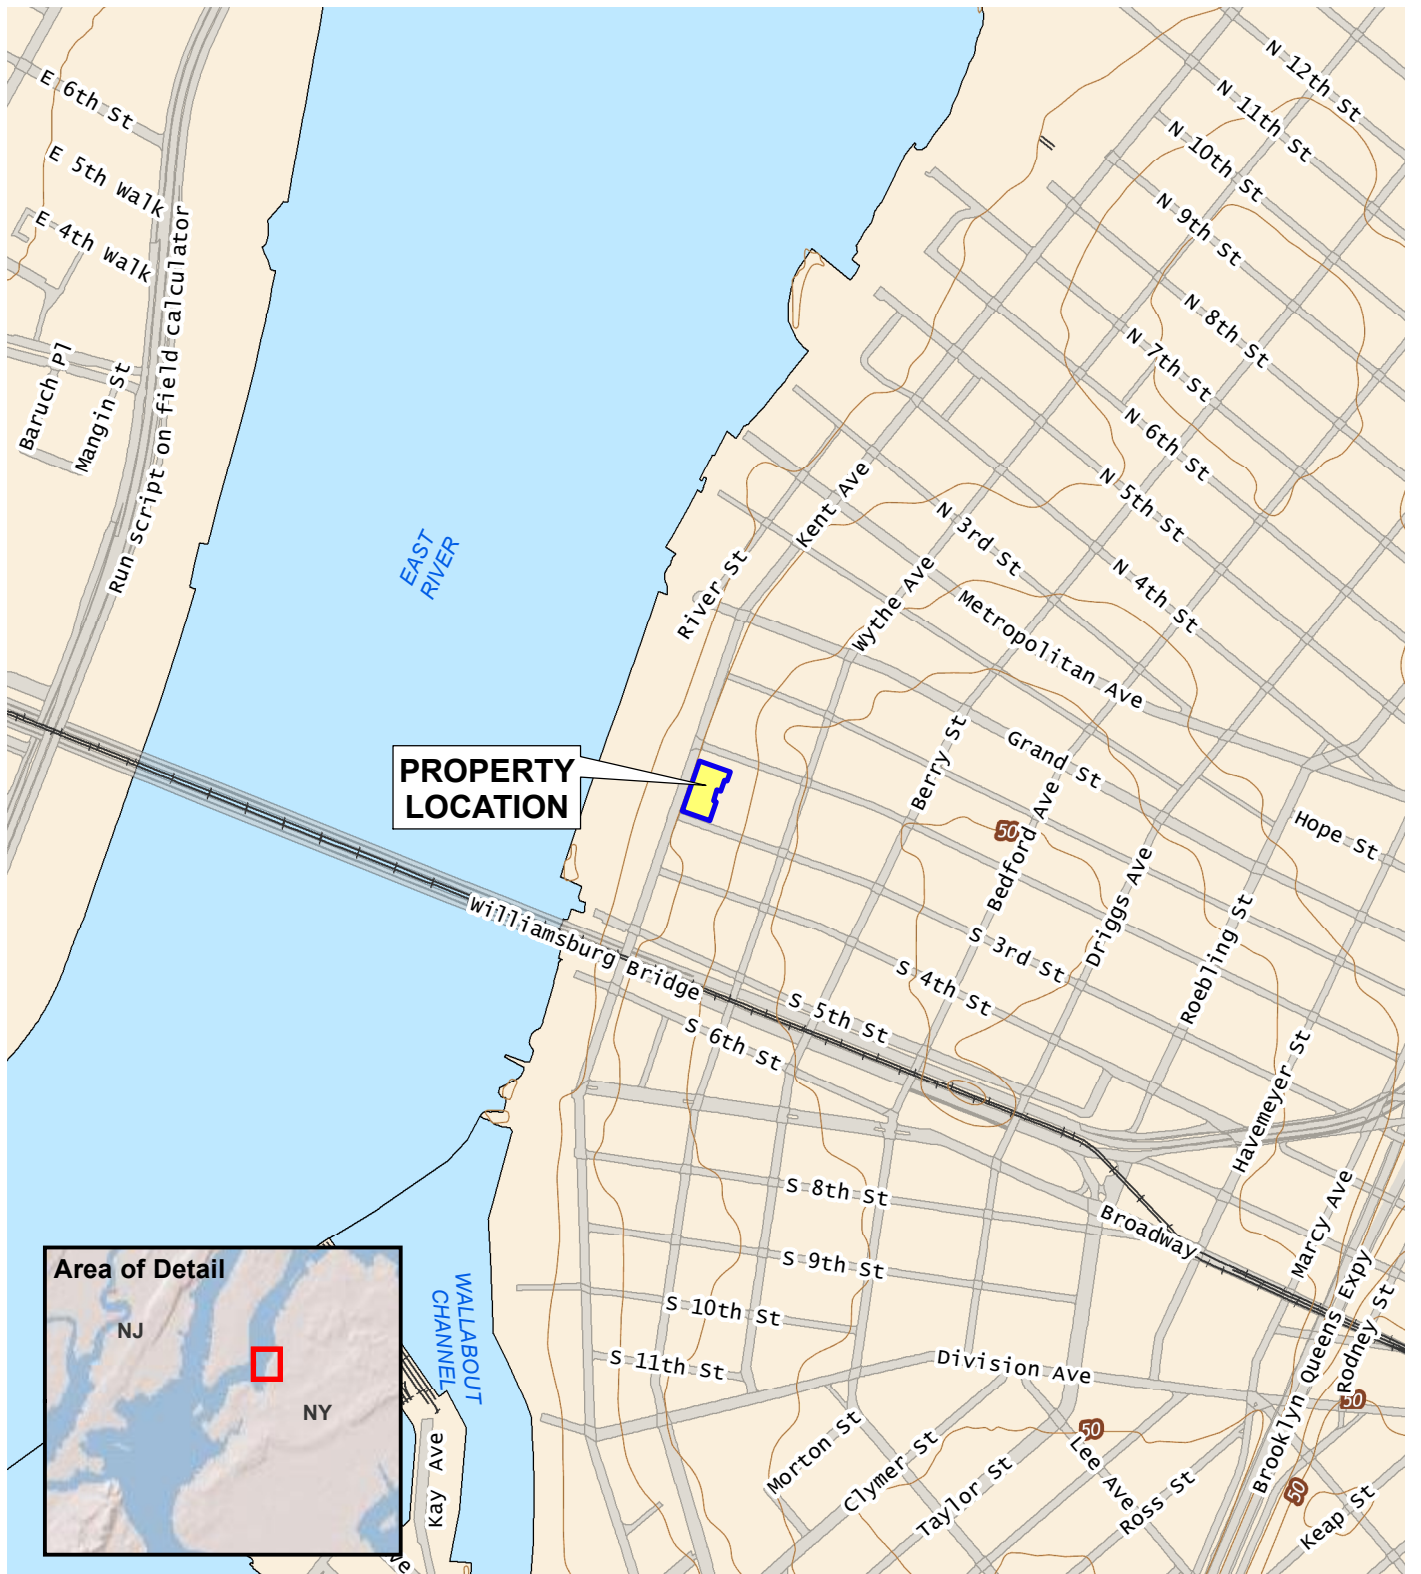 E 6th St
E 5th Walk
E 4th Walk
Baruch Pl
Mangin St
Run script on field calculator
N 12th St
N 11th St
N 10th St
N 9th St
N 8th St
N 7th St
N 6th St
N 5th St
N 4th St
N 3rd St
Kent Ave
River St
Wythe Ave
Metropolitan Ave
EAST
RIVER
PROPERTY
LOCATION
Berry St
Grand St
Bedford Ave
50
Driggs Ave
Hope St
Roebling St
S 3rd St
S 4th St
S 5th St
S 6th St
Williamsburg Bridge
Havemeyer St
S 8th St
S 9th St
S 10th St
S 11th St
Broadway
Marcy Ave
Brooklyn Queens Expy
Rodney St
Division Ave
50
50
50
Morton St
Clymer St
Taylor St
Lee Ave
Ross St
Keap St
WALLABOUT
CHANNEL
Kay Ave
ve
Area of Detail
NJ
NY